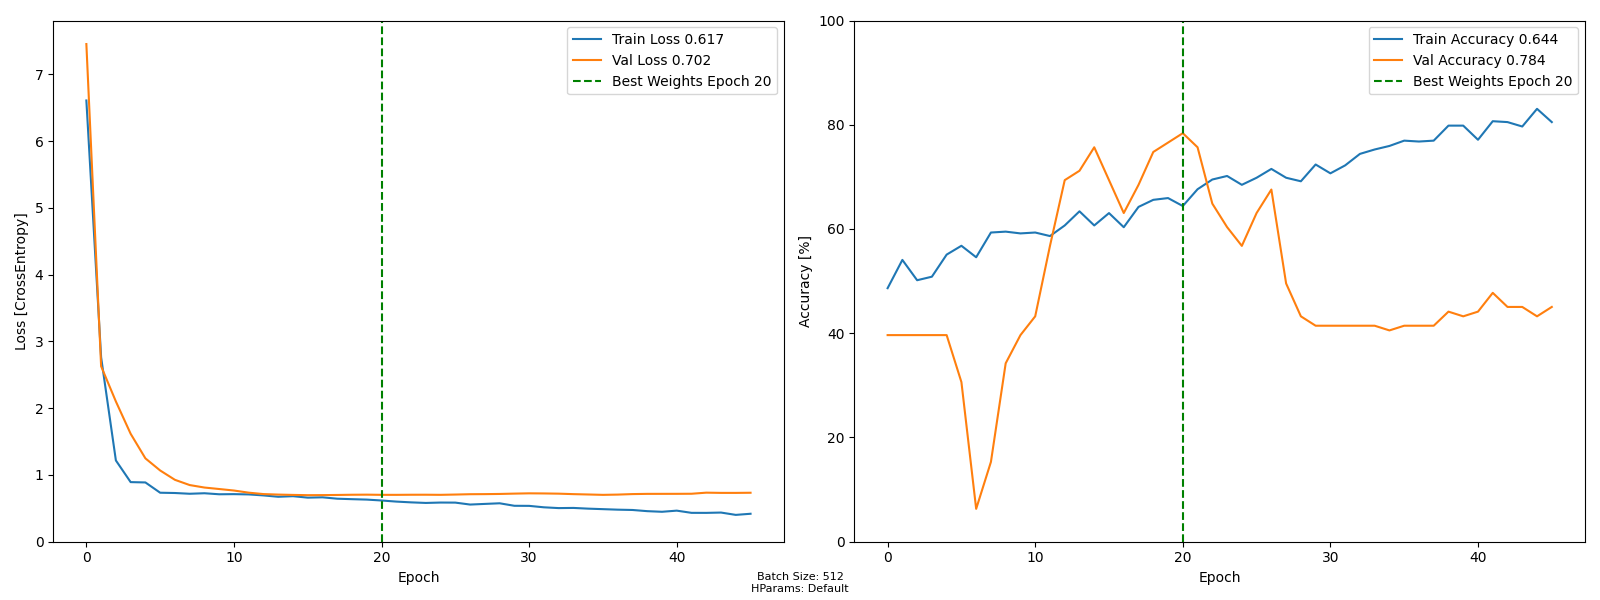 Train Loss 0.617
Val Loss 0.702
Best Weights Epoch 20
7
6
5
4
3
2
1
0
Loss [CrossEntropy]
0 10 20 30 40
Epoch
Train Accuracy 0.644
Val Accuracy 0.784
Best Weights Epoch 20
100
80
60
40
20
0
Accuracy [%]
0 10 20 30 40
Epoch
Batch Size: 512
HParams: Default